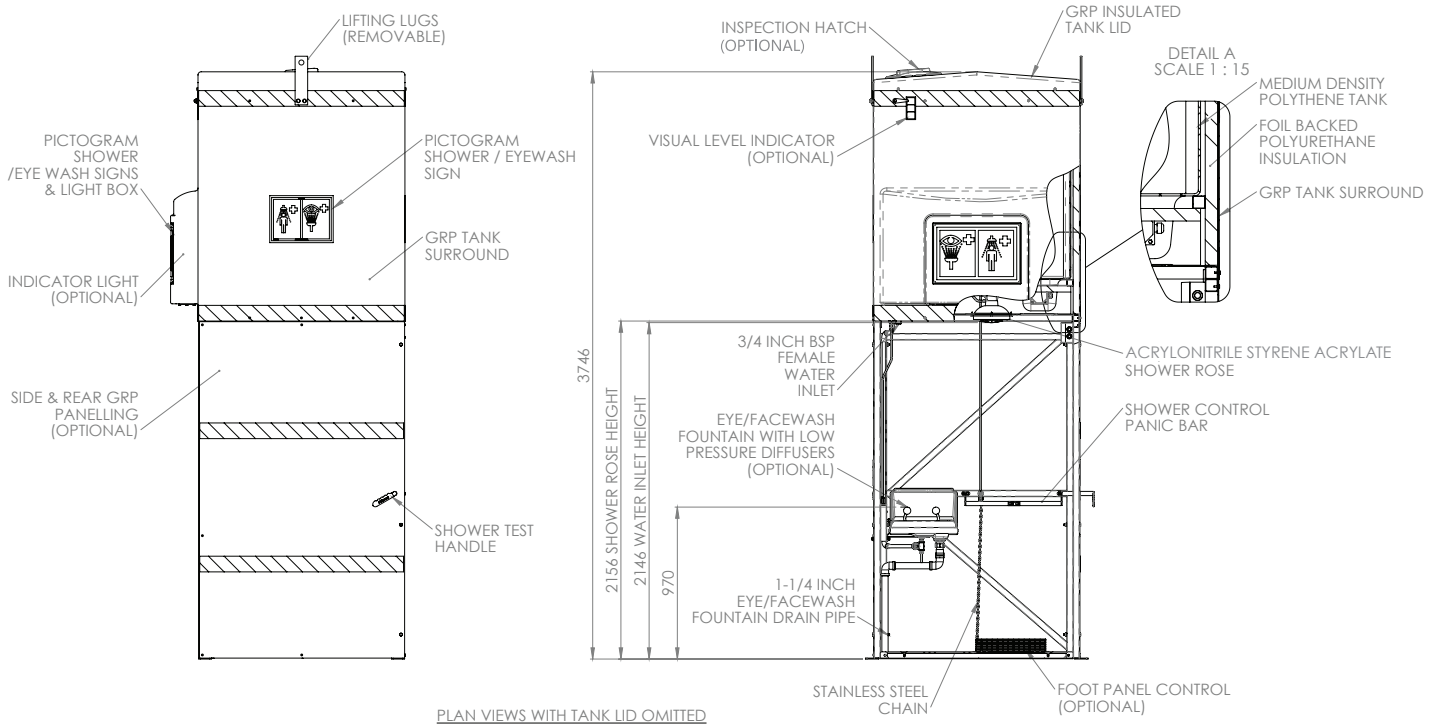 LIFTING LUGS
(REMOVABLE)
PICTOGRAM
SHOWER
/EYE WASH SIGNS
& LIGHT BOX
PICTOGRAM
SHOWER / EYEWASH
SIGN
GRP TANK
SURROUND
INDICATOR LIGHT
(OPTIONAL)
SIDE & REAR GRP
PANELLING
(OPTIONAL)
SHOWER TEST
HANDLE
INSPECTION HATCH
(OPTIONAL)
GRP INSULATED
TANK LID
VISUAL LEVEL INDICATOR
(OPTIONAL)
DETAIL A
SCALE 1 : 15
MEDIUM DENSITY
POLYTHENE TANK
FOIL BACKED
POLYURETHANE
INSULATION
GRP TANK SURROUND
3746
2156 SHOWER ROSE HEIGHT
2146 WATER INLET HEIGHT
970
3/4 INCH BSP
FEMALE
WATER
INLET
EYE/FACEWASH
FOUNTAIN WITH LOW
PRESSURE DIFFUSERS
(OPTIONAL)
1-1/4 INCH
EYE/FACEWASH
FOUNTAIN DRAIN PIPE
ACRYLONITRILE STYRENE ACRYLATE
SHOWER ROSE
SHOWER CONTROL
PANIC BAR
STAINLESS STEEL
CHAIN
FOOT PANEL CONTROL
(OPTIONAL)
PLAN VIEWS WITH TANK LID OMITTED